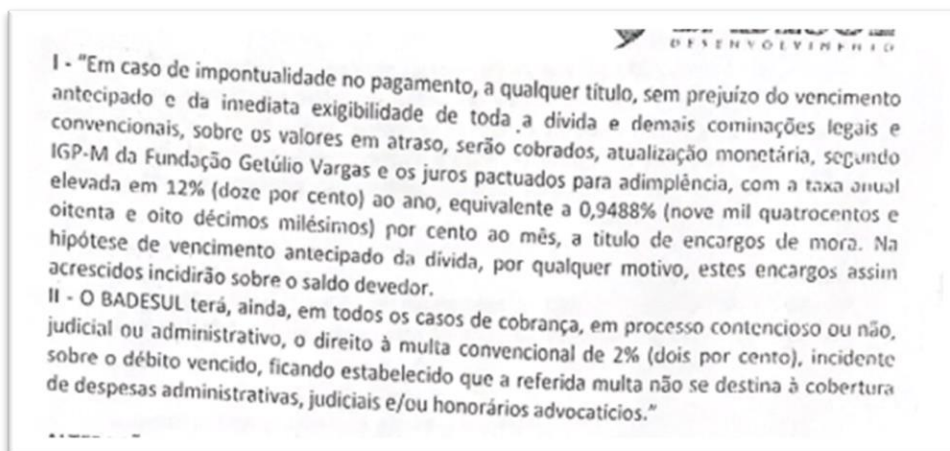 DESENVOLVIMENTO
I - "Em caso de impontualidade no pagamento, a qualquer título, sem prejuízo do vencimento
antecipado e da imediata exigibilidade de toda a dívida e demais cominações legais e
convencionais, sobre os valores em atraso, serão cobrados, atualização monetária, segundo
IGP-M da Fundação Getúlio Vargas e os juros pactuados para adimplência, com a taxa anual
elevada em 12% (doze por cento) ao ano, equivalente a 0,9488% (nove mil quatrocentos e
oitenta e oito décimos milésimos) por cento ao mês, a titulo de encargos de mora. Na
hipótese de vencimento antecipado da dívida, por qualquer motivo, estes encargos assim
acrescidos incidirão sobre o saldo devedor.
II - O BADESUL terá, ainda, em todos os casos de cobrança, em processo contencioso ou não,
judicial ou administrativo, o direito à multa convencional de 2% (dois por cento), incidente
sobre o débito vencido, ficando estabelecido que a referida multa não se destina à cobertura
de despesas administrativas, judiciais e/ou honorários advocatícios."